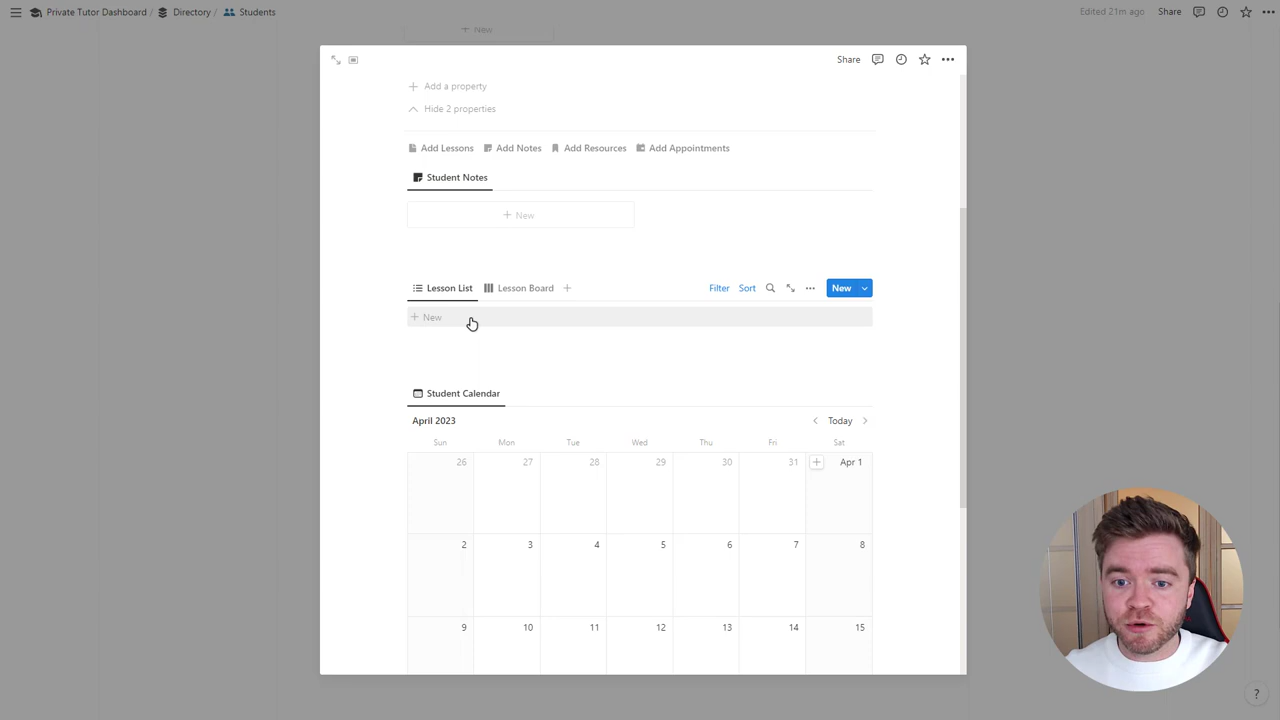 Private Tutor Dashboard / Directory / Students Edited 21m ago Share
+ New
Share
+ Add a property
Hide 2 properties
Add Lessons Add Notes Add Resources Add Appointments
Student Notes
+ New
Lesson List Lesson Board + Filter Sort New
+ New
Student Calendar
April 2023 Today
Sun Mon Tue Wed Thu Fri Sat
26 27 28 29 30 31 + Apr 1
2 3 4 5 6 7 8
9 10 11 12 13 14 15
?